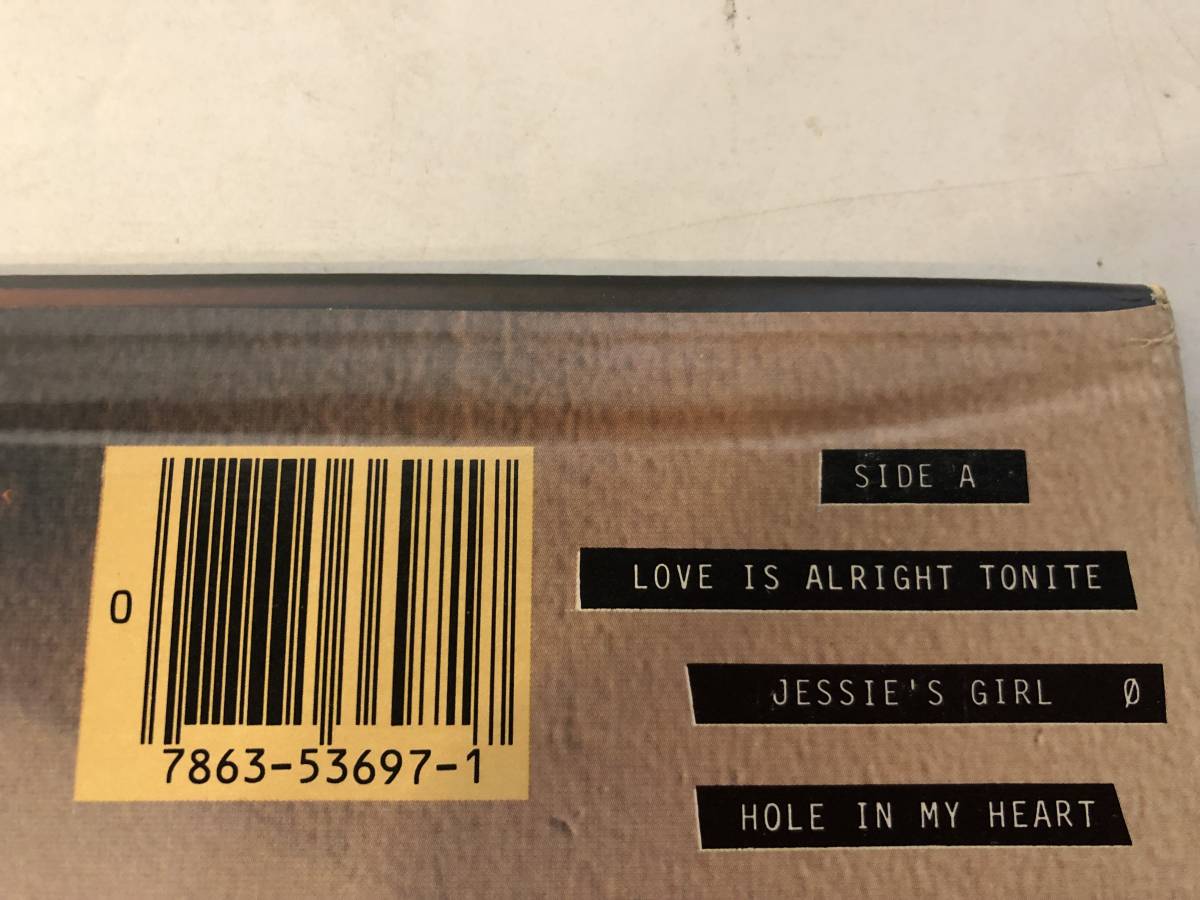 0
7863-53697-1
SIDE A
LOVE IS ALRIGHT TONITE
JESSIE'S GIRL Ø
HOLE IN MY HEART